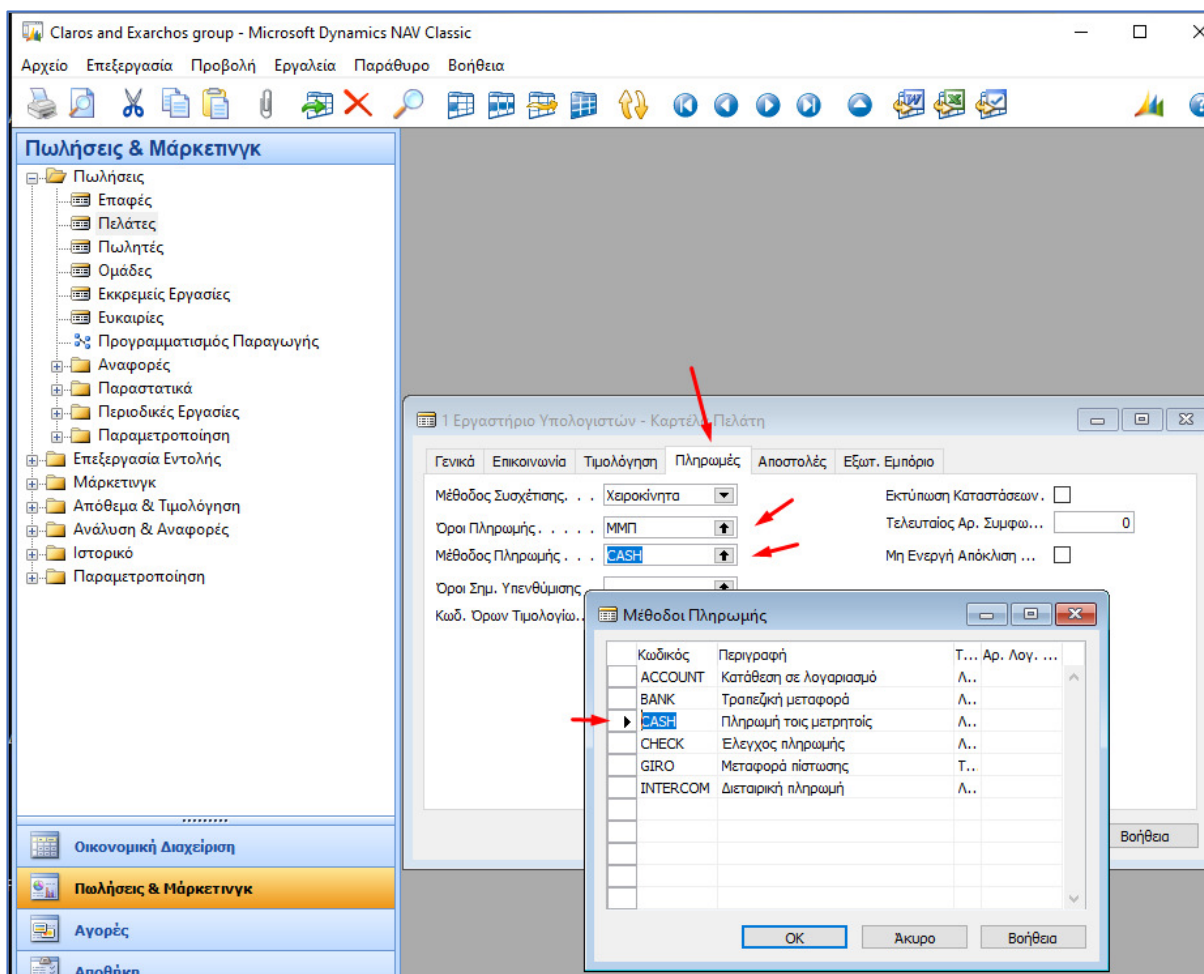 Claros and Exarchos group - Microsoft Dynamics NAV Classic
Αρχείο Επεξεργασία Προβολή Εργαλεία Παράθυρο Βοήθεια
Πωλήσεις & Μάρκετινγκ
Πωλήσεις
Επαφές
Πελάτες
Πωλητές
Ομάδες
Εκκρεμείς Εργασίες
Ευκαιρίες
Προγραμματισμός Παραγωγής
Αναφορές
Παραστατικά
Περιοδικές Εργασίες
Παραμετροποίηση
Επεξεργασία Εντολής
Μάρκετινγκ
Απόθεμα & Τιμολόγηση
Ανάλυση & Αναφορές
Ιστορικό
Παραμετροποίηση
Οικονομική Διαχείριση
Πωλήσεις & Μάρκετινγκ
Αγορές
Αποθήκη
1 Εργαστήριο Υπολογιστών - Καρτέλα Πελάτη
Γενικά Επικοινωνία Τιμολόγηση Πληρωμές Αποστολές Εξωτ. Εμπόριο
Μέθοδος Συσχέτισης. . . Χειροκίνητα
Όροι Πληρωμής . . . . . ΜΜΠ
Μέθοδος Πληρωμής . . . CASH
Όροι Σημ. Υπενθύμισης .
Κωδ. Όρων Τιμολογίο...
Εκτύπωση Καταστάσεων .
Τελευταίος Αρ. Συμφω... 0
Μη Ενεργή Απόκλιση ...
Βοήθεια
Μέθοδοι Πληρωμής
Κωδικός Περιγραφή Τ... Αρ. Λογ. ...
ACCOUNT Κατάθεση σε λογαριασμό Λ..
BANK Τραπεζική μεταφορά Λ..
CASH Πληρωμή τοις μετρητοίς Λ..
CHECK Έλεγχος πληρωμής Λ..
GIRO Μεταφορά πίστωσης Τ...
INTERCOM Διεταιρική πληρωμή Λ..
OK Άκυρο Βοήθεια